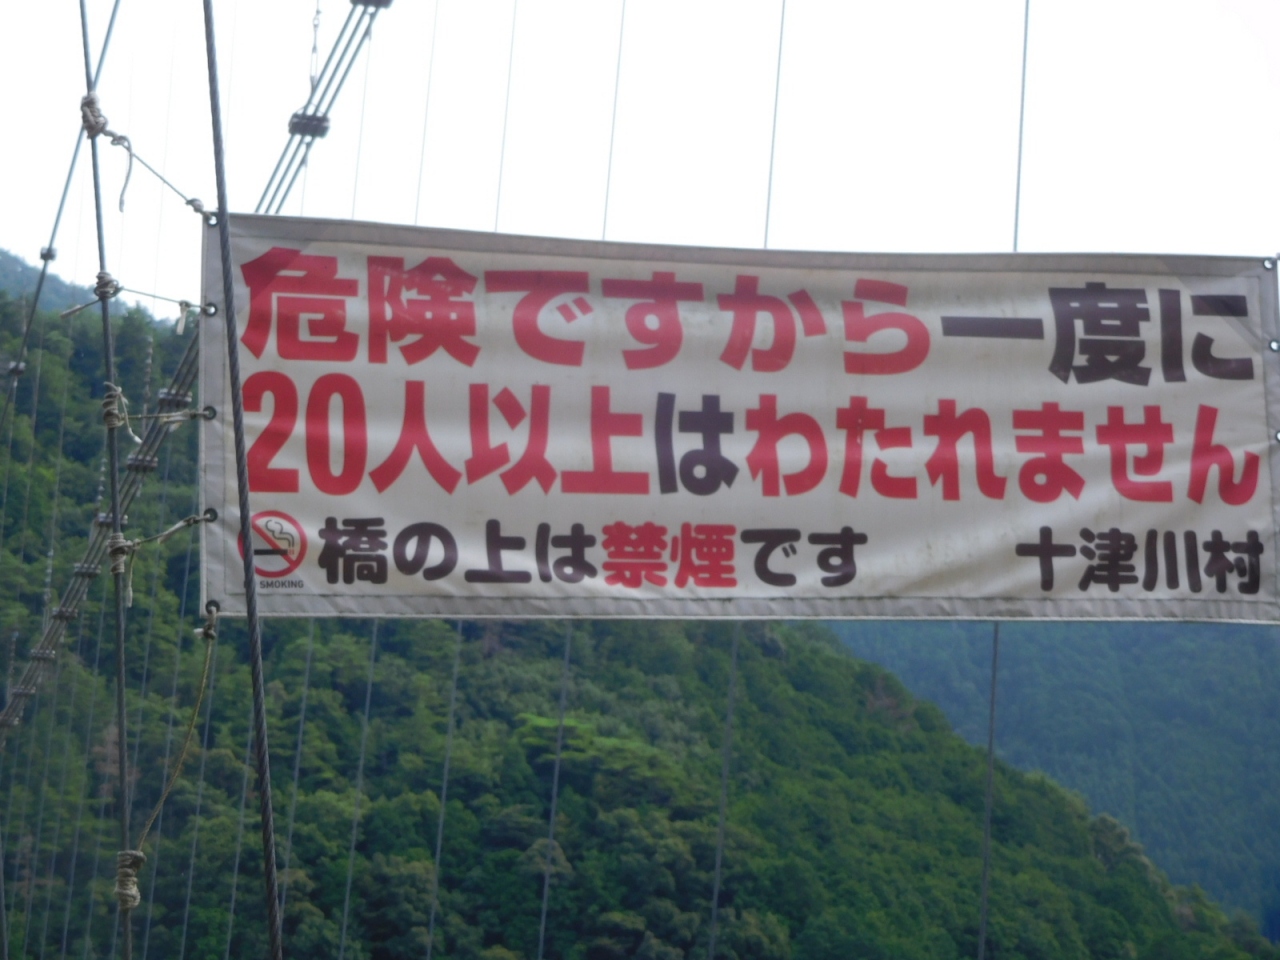 危険ですから一度に
20人以上はわたれません
SMOKING
橋の上は禁煙です
十津川村